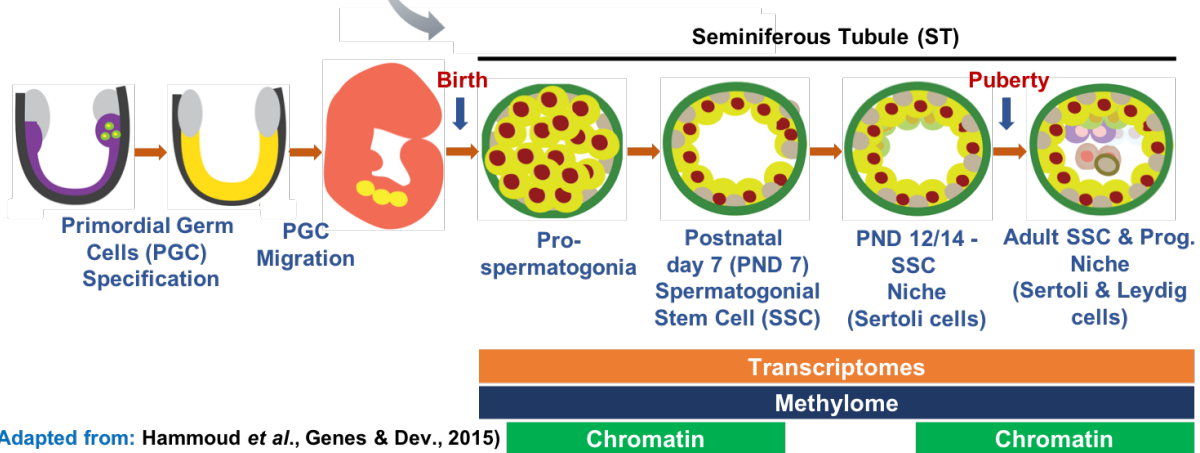 Seminiferous Tubule (ST)
Birth
Puberty
Primordial Germ
Cells (PGC)
Specification
PGC
Migration
Pro-
spermatogonia
Postnatal
day 7 (PND 7)
Spermatogonial
Stem Cell (SSC)
PND 12/14 -
SSC
Niche
(Sertoli cells)
Adult SSC & Prog.
Niche
(Sertoli & Leydig
cells)
Transcriptomes
Methylome
Adapted from: Hammoud et al., Genes & Dev., 2015)
Chromatin
Chromatin